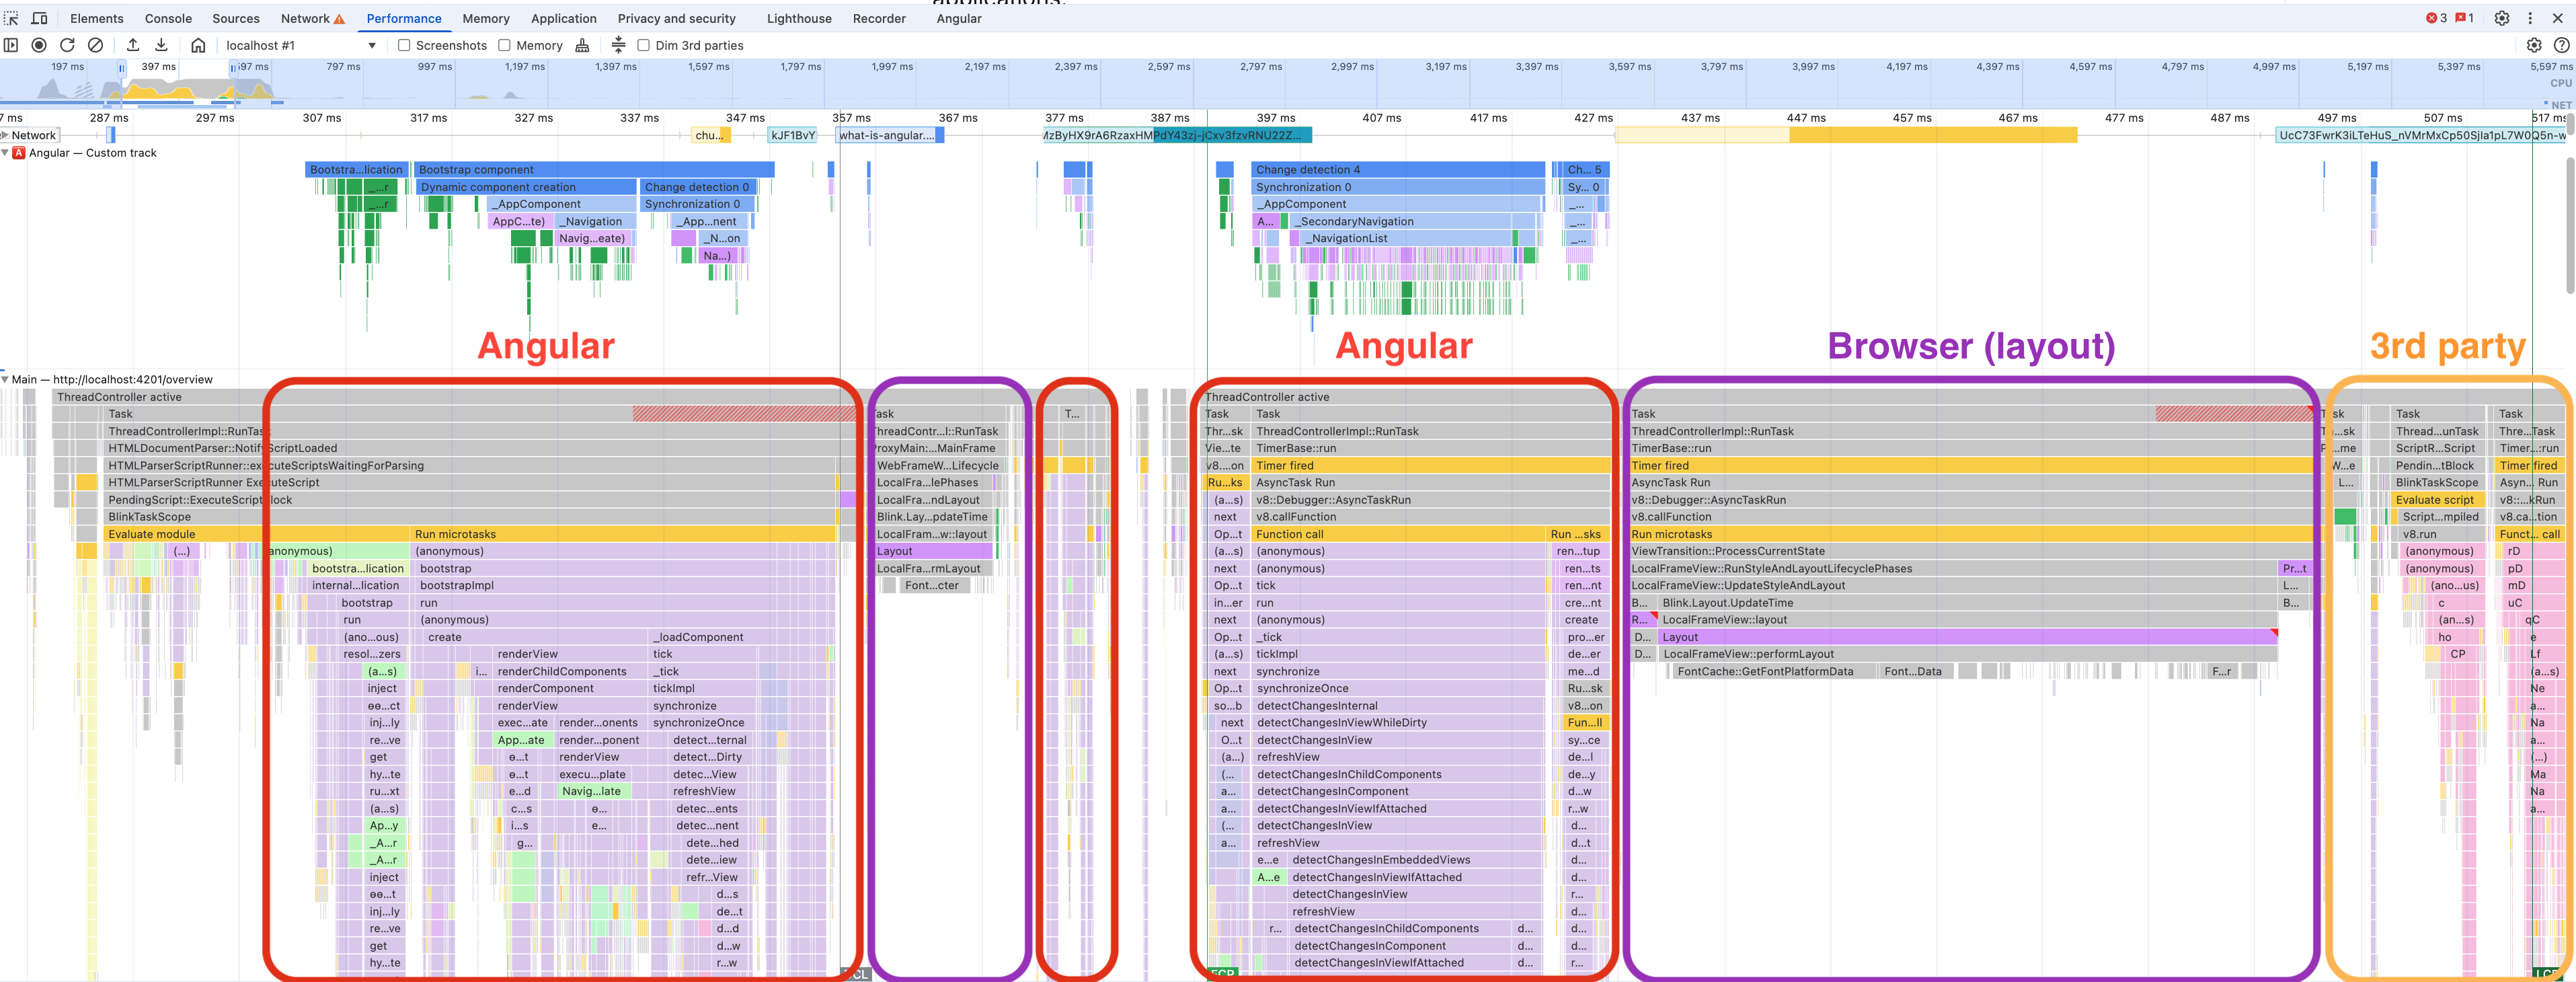 applications.
Elements Console Sources Network Performance Memory Application Privacy and security Lighthouse Recorder Angular 3 1
localhost #1 Screenshots Memory Dim 3rd parties
197 ms 397 ms 597 ms 797 ms 997 ms 1,197 ms 1,397 ms 1,597 ms 1,797 ms 1,997 ms 2,197 ms 2,397 ms 2,597 ms 2,797 ms 2,997 ms 3,197 ms 3,397 ms 3,597 ms 3,797 ms 3,997 ms 4,197 ms 4,397 ms 4,597 ms 4,797 ms 4,997 ms 5,197 ms 5,397 ms 5,597 ms
CPU
NET
7 ms 287 ms 297 ms 307 ms 317 ms 327 ms 337 ms 347 ms 357 ms 367 ms 377 ms 387 ms 397 ms 407 ms 417 ms 427 ms 437 ms 447 ms 457 ms 467 ms 477 ms 487 ms 497 ms 507 ms 517 ms
Network chu... kJF1BvY what-is-angular....
A Angular — Custom track
Bootstra...lication Bootstrap component Change detection 4 Ch... 5
_...r Dynamic component creation Change detection 0 Synchronization 0 Sy... 0
_...r _AppComponent Synchronization 0 _AppComponent _...
AppC...te) _Navigation _App...nent A... _SecondaryNavigation _...
Navig...eate) _N...on _NavigationList _...
Na...)
Angular Angular Browser (layout) 3rd party
Main — http://localhost:4201/overview
ThreadController active ThreadController active
Task Task T... Task Task Task Task Task
ThreadControllerImpl::RunTask ThreadContr...l::RunTask Thr...sk ThreadControllerImpl::RunTask ThreadControllerImpl::RunTask Thread...unTask Thre...Task
HTMLDocumentParser::NotifyScriptLoaded ProxyMain:...MainFrame Vie...te TimerBase::run TimerBase::run ...me ScriptR...Script Timer...:run
HTMLParserScriptRunner::executeScriptsWaitingForParsing WebFrameW...Lifecycle v8....on Timer fired Timer fired W...e Pendin...tBlock Timer fired
HTMLParserScriptRunner ExecuteScript LocalFra...lePhases Ru...ks AsyncTask Run AsyncTask Run L... BlinkTaskScope Asyn... Run
PendingScript::ExecuteScriptBlock LocalFra...ndLayout (a...s) v8::Debugger::AsyncTaskRun v8::Debugger::AsyncTaskRun Evaluate script v8::...kRun
BlinkTaskScope Blink.Lay...pdateTime next v8.callFunction v8.callFunction Script...mpiled v8.ca...tion
Evaluate module Run microtasks LocalFram...w::layout Op...t Function call Run ...sks Run microtasks v8.run Funct... call
(...) anonymous) (anonymous) Layout (a...s) (anonymous) ren...tup ViewTransition::ProcessCurrentState (anonymous) rD
bootstra...lication bootstrap LocalFra...rmLayout next (anonymous) ren...ts LocalFrameView::RunStyleAndLayoutLifecyclePhases Pr...t (anonymous) pD
internal...lication bootstrapImpl Font...cter Op...t tick ren...nt LocalFrameView::UpdateStyleAndLayout L... (ano...us) mD
bootstrap run in...er run cre...nt B... Blink.Layout.UpdateTime B... c uC
run (anonymous) next (anonymous) create R... LocalFrameView::layout (an...s) qC
(ano...ous) create _loadComponent Op...t _tick pro...er D... Layout ho e
resol...zers renderView tick (a...s) tickImpl de...er D... LocalFrameView::performLayout CP Lf
(a...s) i... renderChildComponents _tick next synchronize me...d FontCache::GetFontPlatformData Font...Data F...r (a...s)
inject renderComponent tickImpl Op...t synchronizeOnce Ru...sk Ne
ɵɵ...ct renderView synchronize so...b detectChangesInternal v8...on a...
inj...ly exec...ate render...onents synchronizeOnce next detectChangesInViewWhileDirty Fun...ll Na
re...ve App...ate render...ponent detect...ternal O...t detectChangesInView sy...ce a...
get ɵ...t renderView detect...Dirty (a...) refreshView de...l (...)
hy...te ɵ...t execu...plate detec...View (... detectChangesInChildComponents de...y Ma
ru...xt e...d Navig...late refreshView a... detectChangesInComponent d...w Na
(a...s) c...s ɵ... detec...ents a... detectChangesInViewIfAttached r...w a...
Ap...y i...s e... detec...nent (... detectChangesInView d...
_A...r g... dete...hed a... refreshView d...t
_A...r dete...iew e...e detectChangesInEmbeddedViews d...
inject refr...View A...e detectChangesInViewIfAttached d...
ɵɵ...t d...s detectChangesInView r...
inj...ly de...t refreshView d...
re...ve d...d r... detectChangesInChildComponents d... d...
get d...w detectChangesInComponent d... d...
hy...te r...w detectChangesInViewIfAttached d... r...